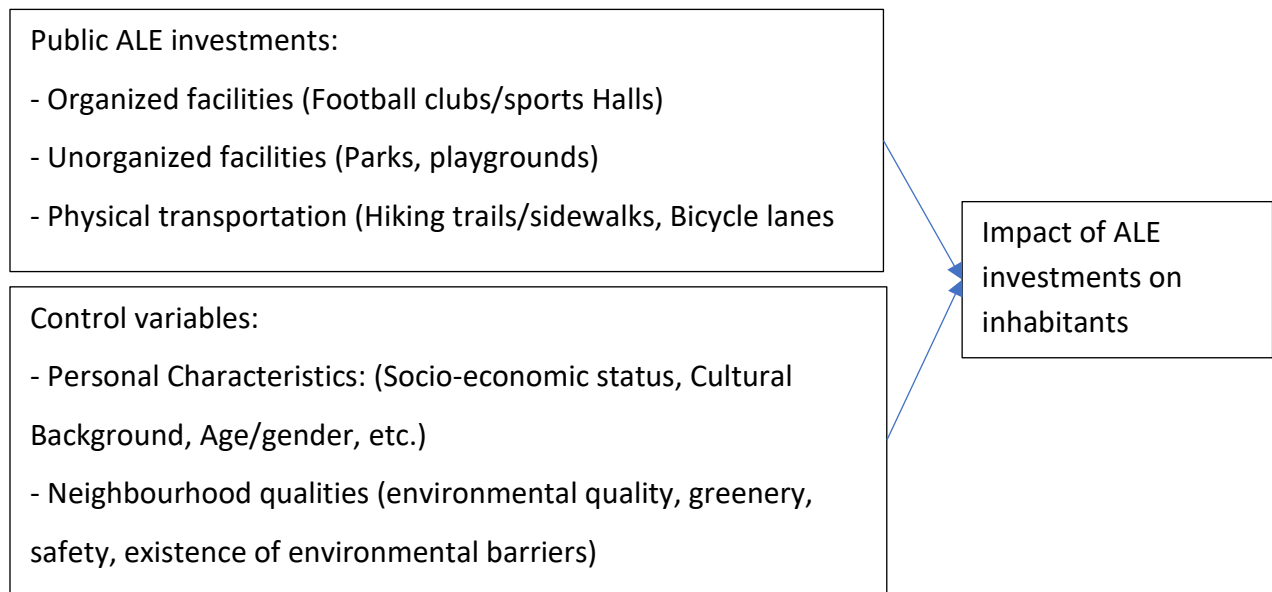 Public ALE investments:
- Organized facilities (Football clubs/sports Halls)
- Unorganized facilities (Parks, playgrounds)
- Physical transportation (Hiking trails/sidewalks, Bicycle lanes
Control variables:
- Personal Characteristics: (Socio-economic status, Cultural
Background, Age/gender, etc.)
- Neighbourhood qualities (environmental quality, greenery,
safety, existence of environmental barriers)
Impact of ALE
investments on
inhabitants